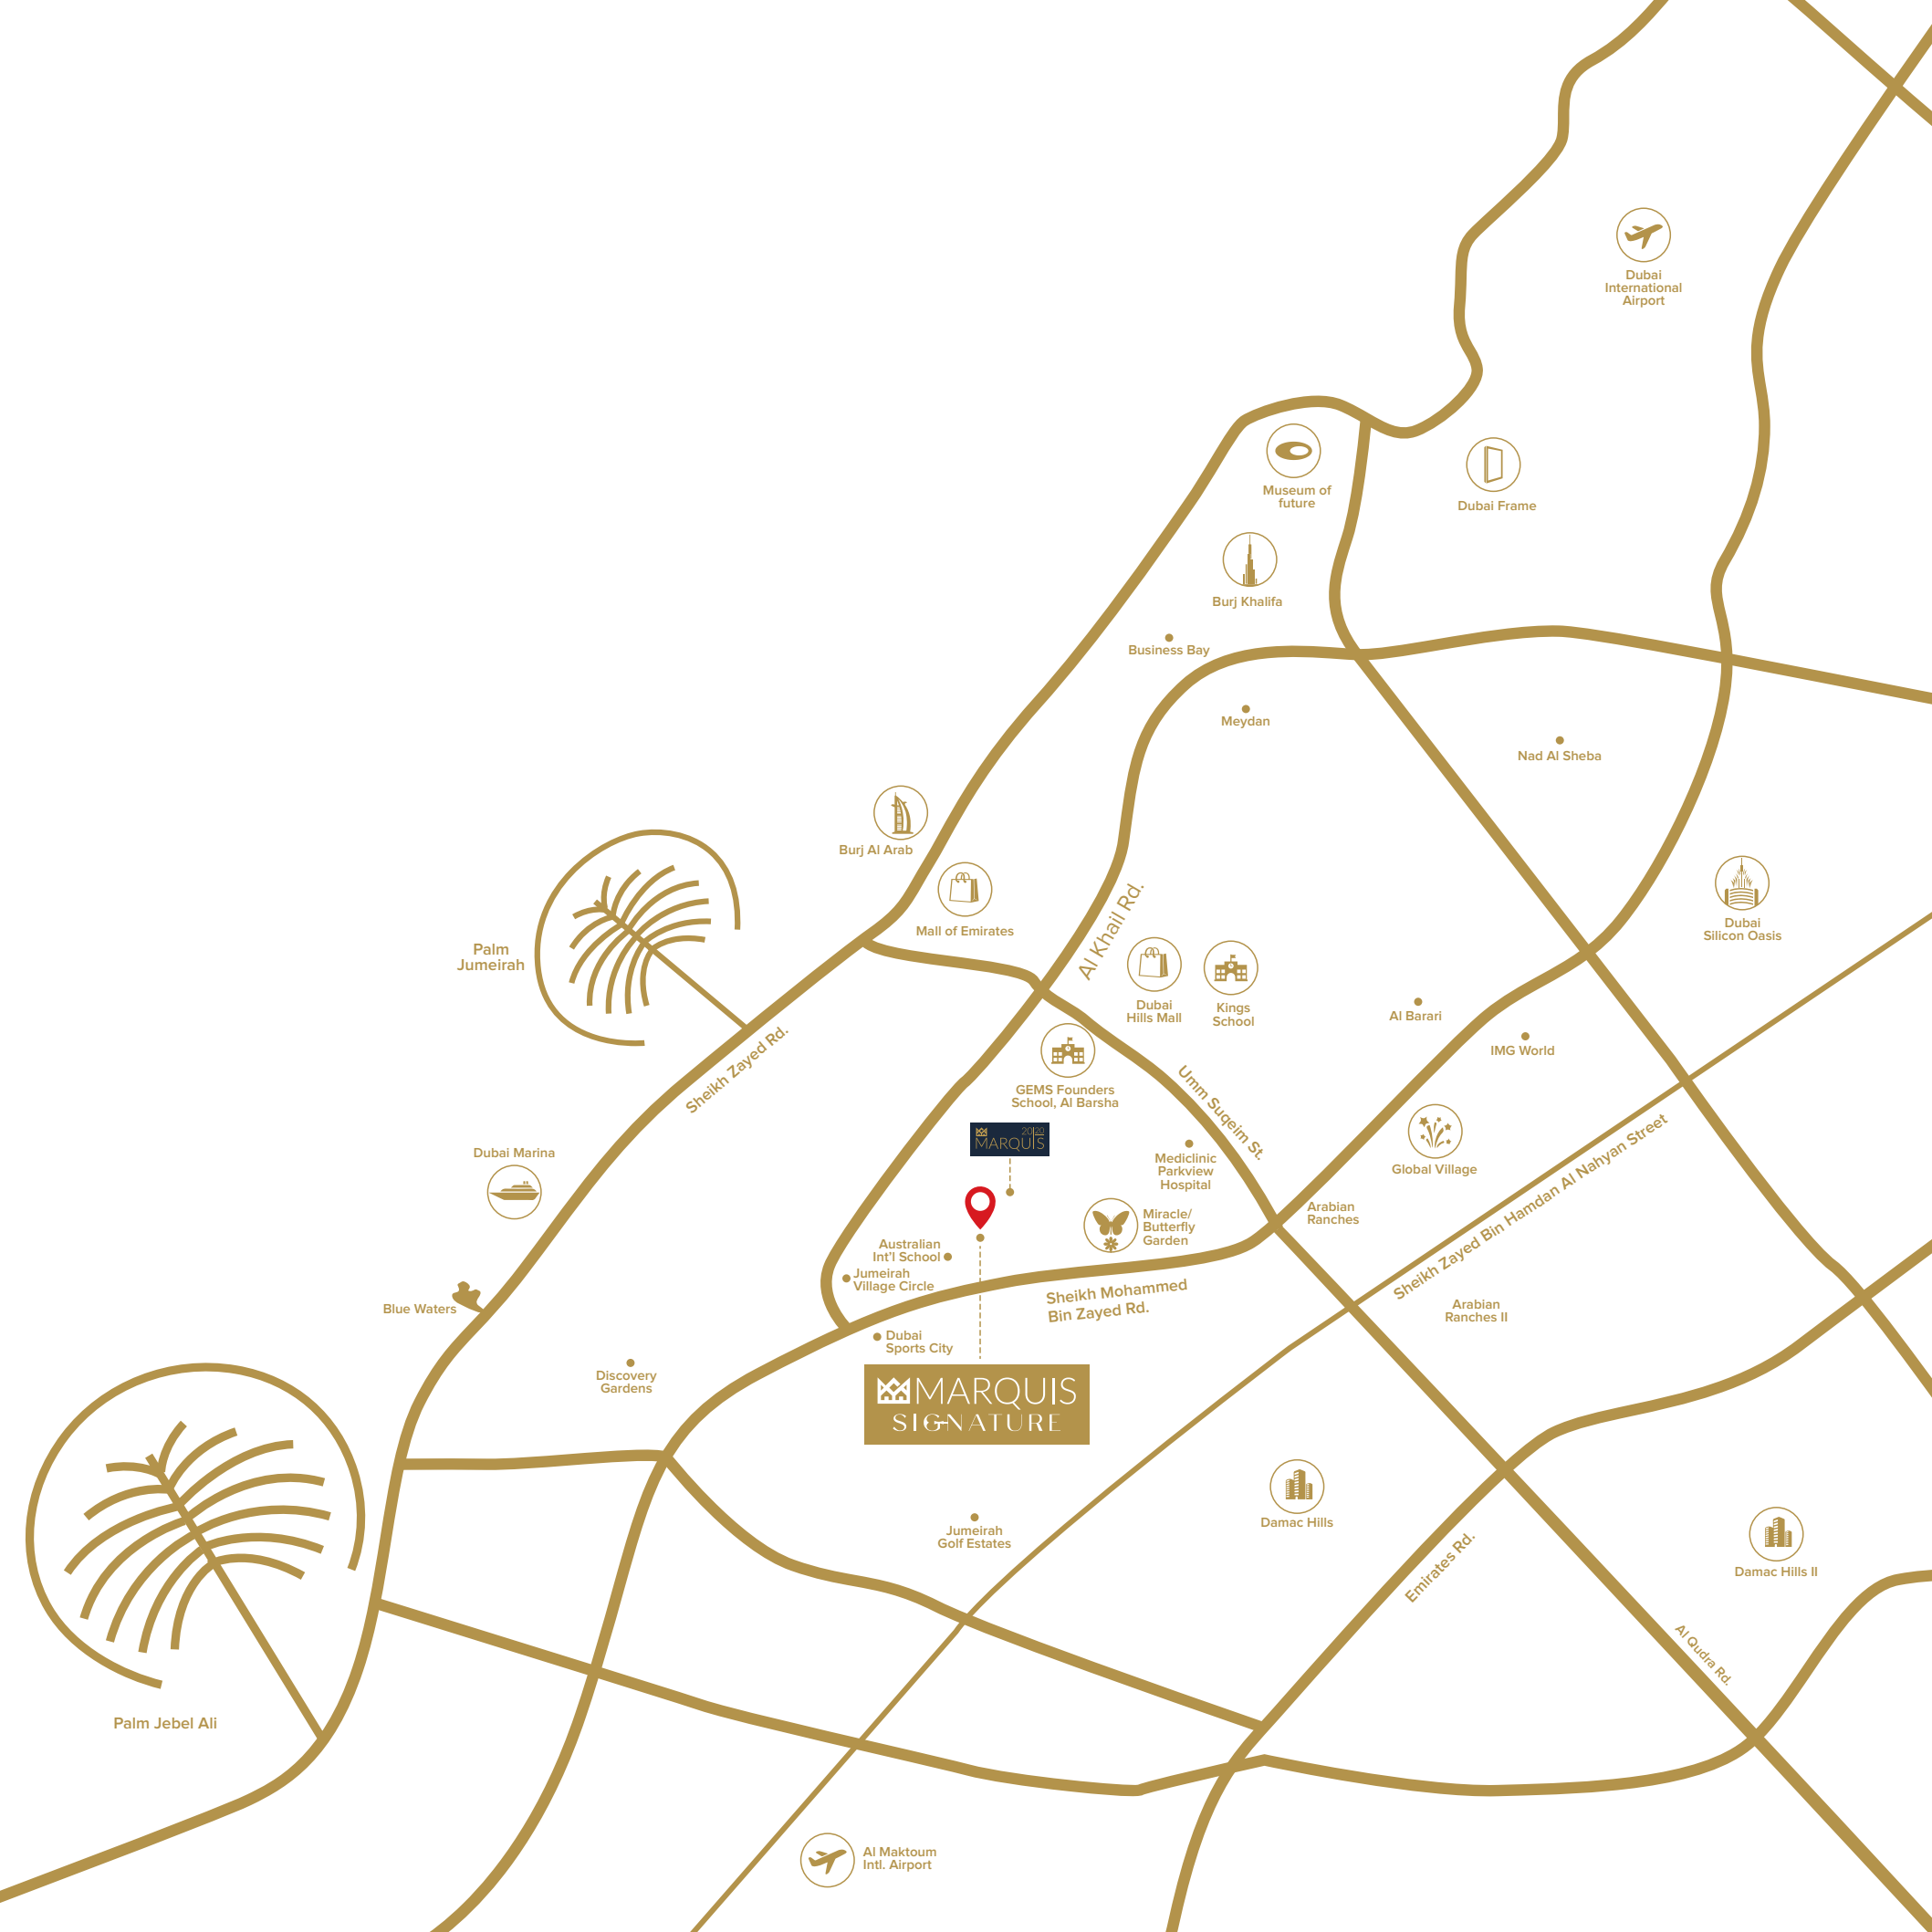 Dubai
International
Airport
Museum of
future
Dubai Frame
Burj Khalifa
Business Bay
Meydan
Nad Al Sheba
Burj Al Arab
Mall of Emirates
Al Khail Rd.
Dubai
Silicon Oasis
Palm
Jumeirah
Dubai
Hills Mall
Kings
School
Al Barari
IMG World
Sheikh Zayed Rd.
GEMS Founders
School, Al Barsha
Umm Suqeim St.
2020
MARQUIS
Dubai Marina
Mediclinic
Parkview
Hospital
Global Village
Sheikh Zayed Bin Hamdan Al Nahyan Street
Miracle/
Butterfly
Garden
Arabian
Ranches
Australian
Int'l School
Jumeirah
Village Circle
Sheikh Mohammed
Bin Zayed Rd.
Blue Waters
Arabian
Ranches II
Dubai
Sports City
Discovery
Gardens
MARQUIS
SIGNATURE
Jumeirah
Golf Estates
Damac Hills
Emirates Rd.
Damac Hills II
Al Qudra Rd.
Palm Jebel Ali
Al Maktoum
Intl. Airport